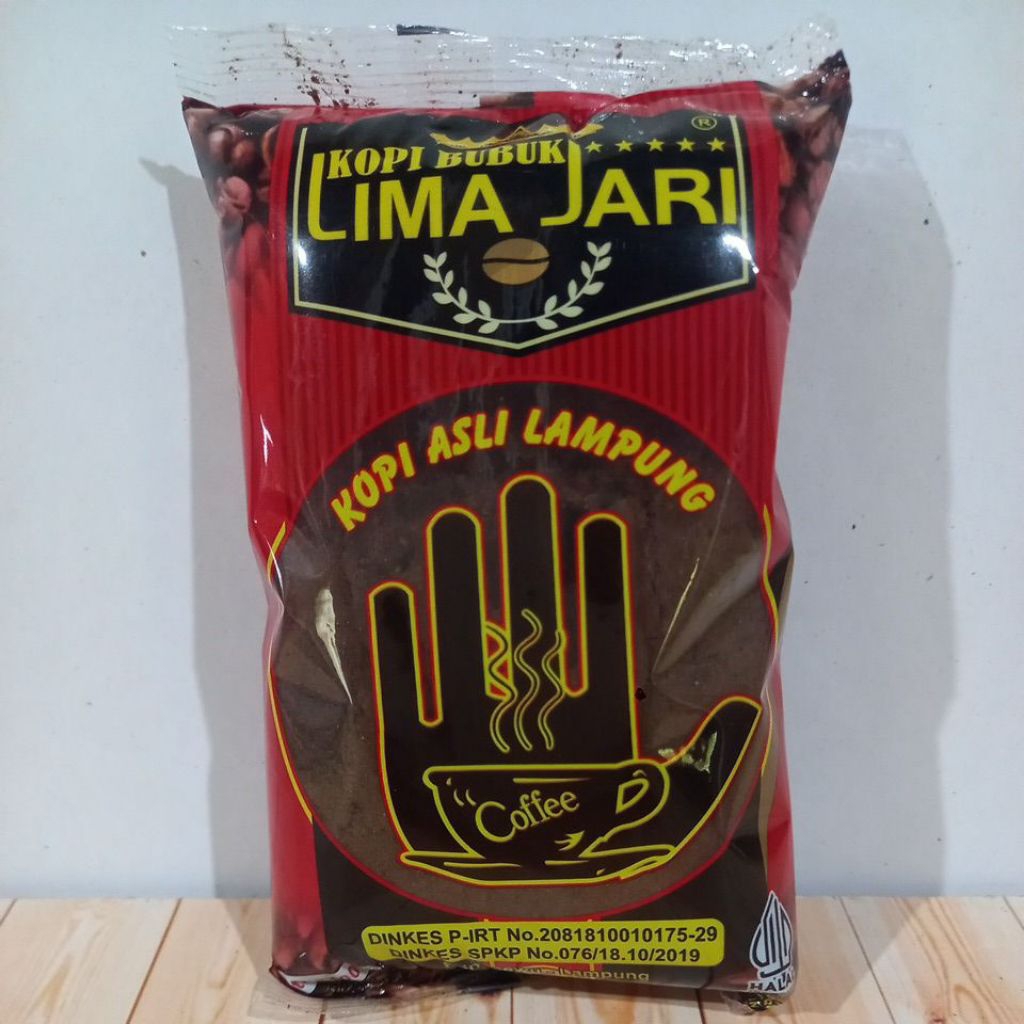 ®
KOPI BUBUK
LIMA JARI
KOPI ASLI LAMPUNG
Coffee
DINKES P-IRT No.2081810010175-29
DINKES SPKP No.076/18.10/2019
Lampung
HALAL